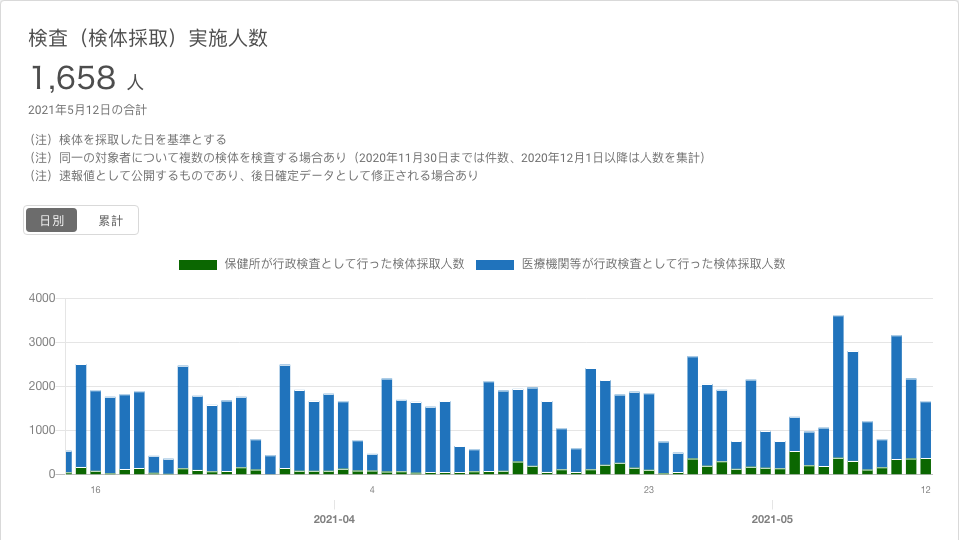 検査（検体採取）実施人数
1,658 人
2021年5月12日の合計
（注）検体を採取した日を基準とする
（注）同一の対象者について複数の検体を検査する場合あり（2020年11月30日までは件数、2020年12月1日以降は人数を集計）
（注）速報値として公開するものであり、後日確定データとして修正される場合あり
日別 累計
保健所が行政検査として行った検体採取人数 医療機関等が行政検査として行った検体採取人数
4000
3000
2000
1000
0
16 4 23 12
2021-04 2021-05